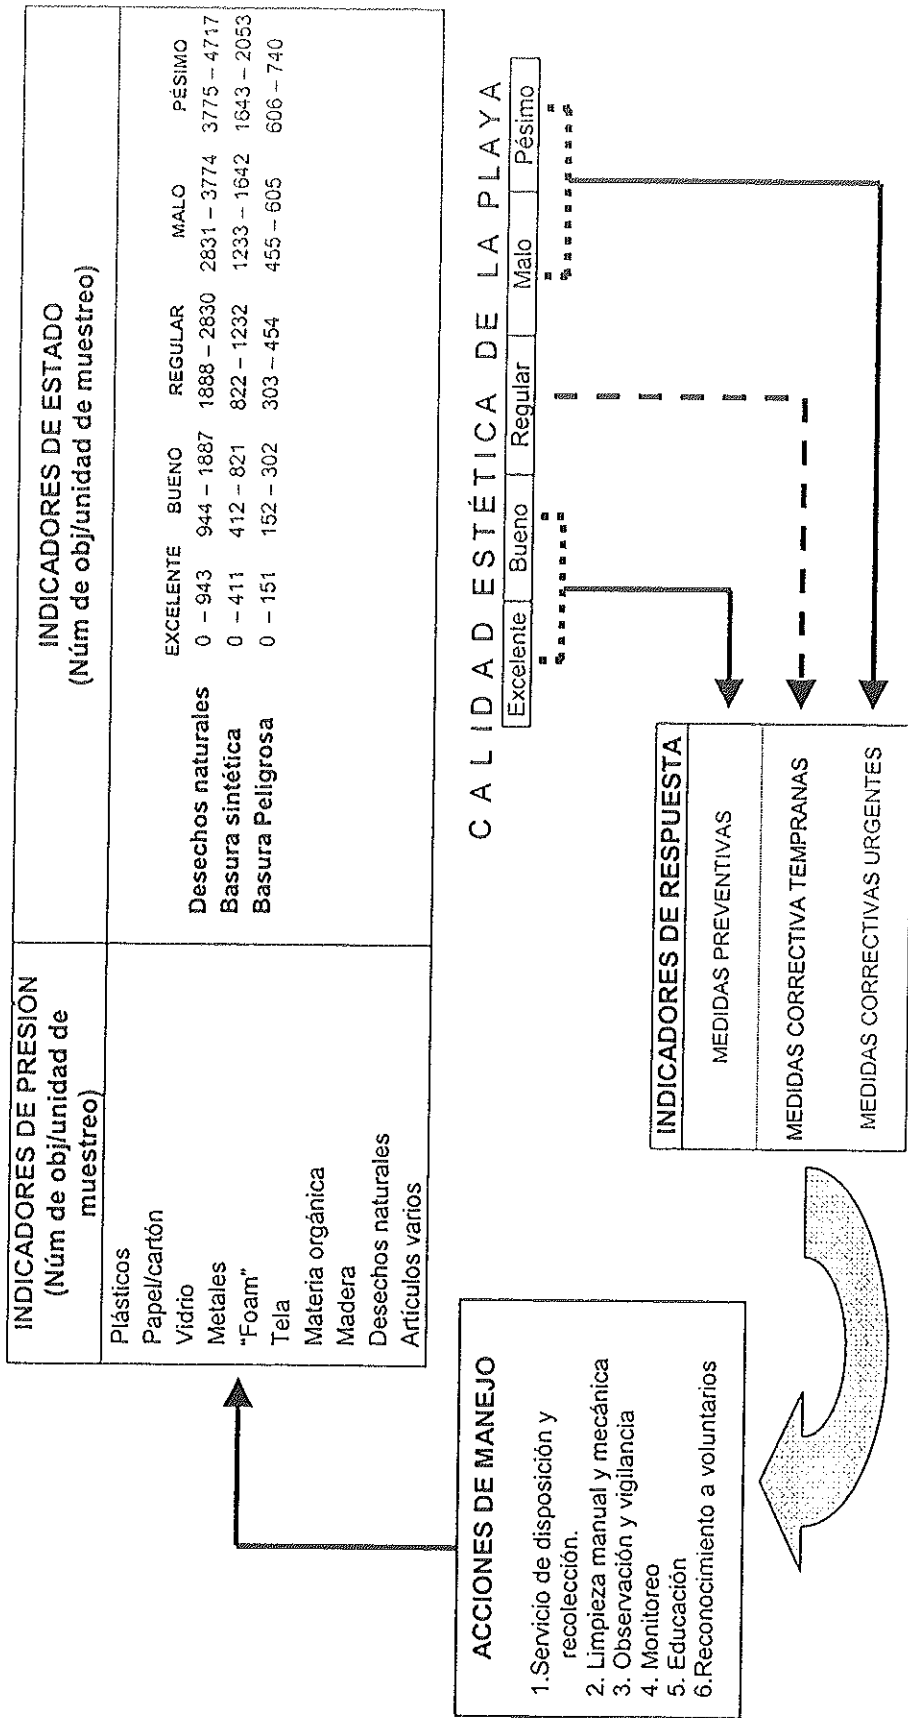 INDICADORES DE PRESIÓN
(Núm de obj/unidad de
muestreo)
Plásticos
Papel/cartón
Vidrio
Metales
"Foam"
Tela
Materia orgánica
Madera
Desechos naturales
Artículos varios
INDICADORES DE ESTADO
(Núm de obj/unidad de muestreo)
EXCELENTE BUENO REGULAR MALO PÉSIMO
Desechos naturales 0 – 943 944 – 1887 1888 – 2830 2831 – 3774 3775 – 4717
Basura sintética 0 – 411 412 – 821 822 – 1232 1233 – 1642 1643 – 2053
Basura Peligrosa 0 – 151 152 – 302 303 – 454 455 – 605 606 – 740
CALIDAD ESTÉTICA DE LA PLAYA
Excelente Bueno Regular Malo Pésimo
INDICADORES DE RESPUESTA
MEDIDAS PREVENTIVAS
MEDIDAS CORRECTIVA TEMPRANAS
MEDIDAS CORRECTIVAS URGENTES
ACCIONES DE MANEJO
1.Servicio de disposición y
recolección.
2. Limpieza manual y mecánica
3. Observación y vigilancia
4. Monitoreo
5. Educación
6.Reconocimiento a voluntarios